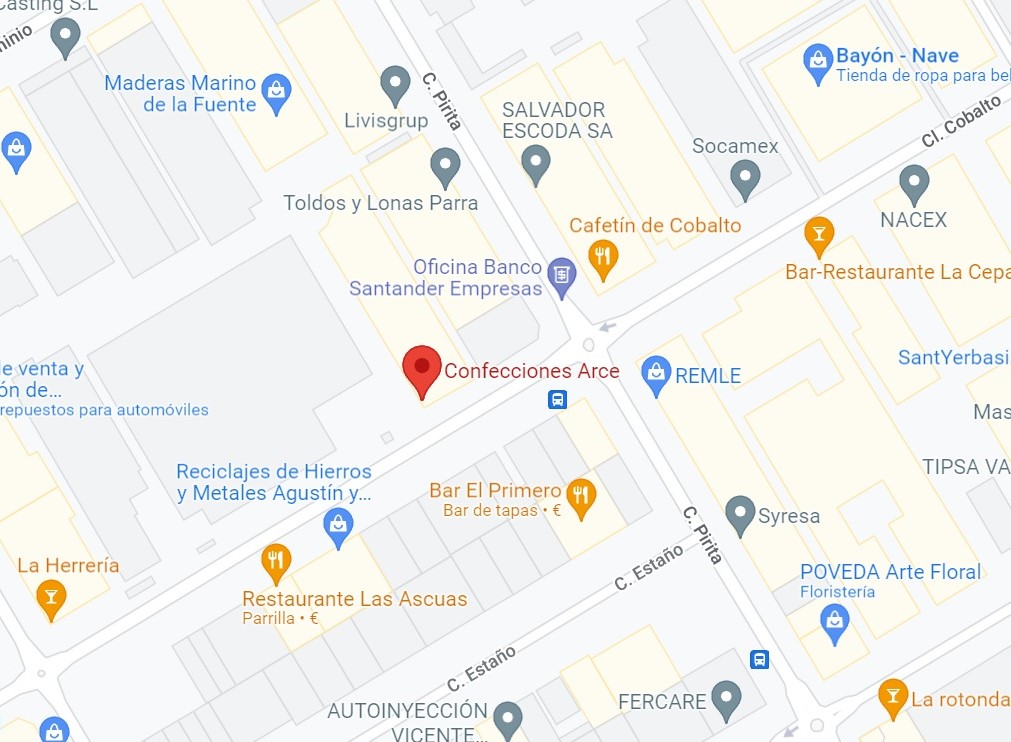 Casting S.L
inio
Maderas Marino
de la Fuente
Livisgrup
C. Pirita
SALVADOR
ESCODA SA
Bayón - Nave
Tienda de ropa para bel
Cl. Cobalto
Socamex
NACEX
Toldos y Lonas Parra
Cafetín de Cobalto
Oficina Banco
Santander Empresas
Bar-Restaurante La Cepa
Confecciones Arce
REMLE
SantYerbasi
le venta y
ón de...
repuestos para automóviles
Mas
TIPSA VA
Reciclajes de Hierros
y Metales Agustín y...
Bar El Primero
Bar de tapas • €
C. Pirita
Syresa
La Herrería
Restaurante Las Ascuas
Parrilla • €
C. Estaño
POVEDA Arte Floral
Floristería
C. Estaño
FERCARE
La rotonda
AUTOINYECCIÓN
VICENTE...